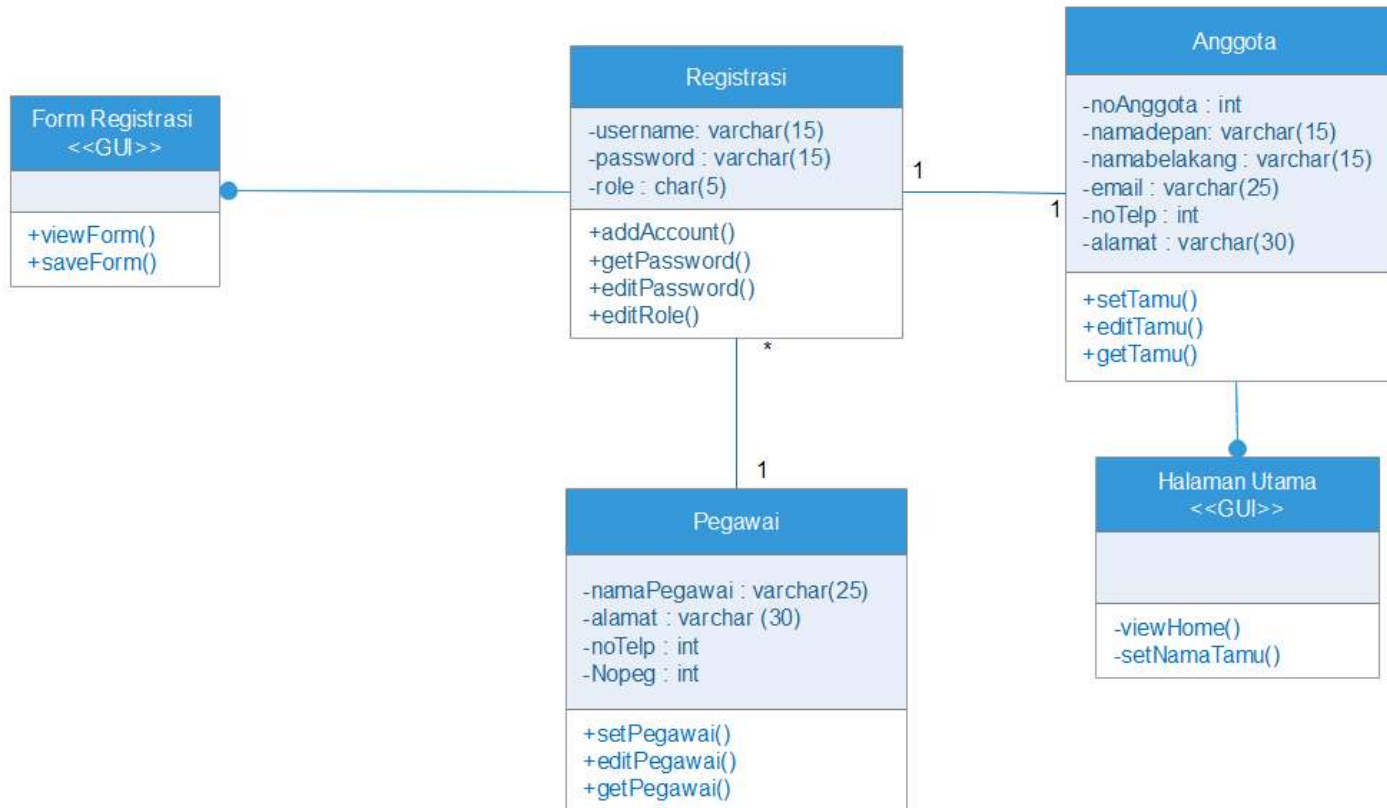 Form Registrasi
<<GUI>>
+viewForm()
+saveForm()
Registrasi
-username: varchar(15)
-password : varchar(15)
-role : char(5)
+addAccount()
+getPassword()
+editPassword()
+editRole()
1
1
*
1
Anggota
-noAnggota : int
-namadepan: varchar(15)
-namabelakang : varchar(15)
-email : varchar(25)
-noTelp : int
-alamat : varchar(30)
+setTamu()
+editTamu()
+getTamu()
Pegawai
-namaPegawai : varchar(25)
-alamat : varchar (30)
-noTelp : int
-Nopeg : int
+setPegawai()
+editPegawai()
+getPegawai()
Halaman Utama
<<GUI>>
-viewHome()
-setNamaTamu()